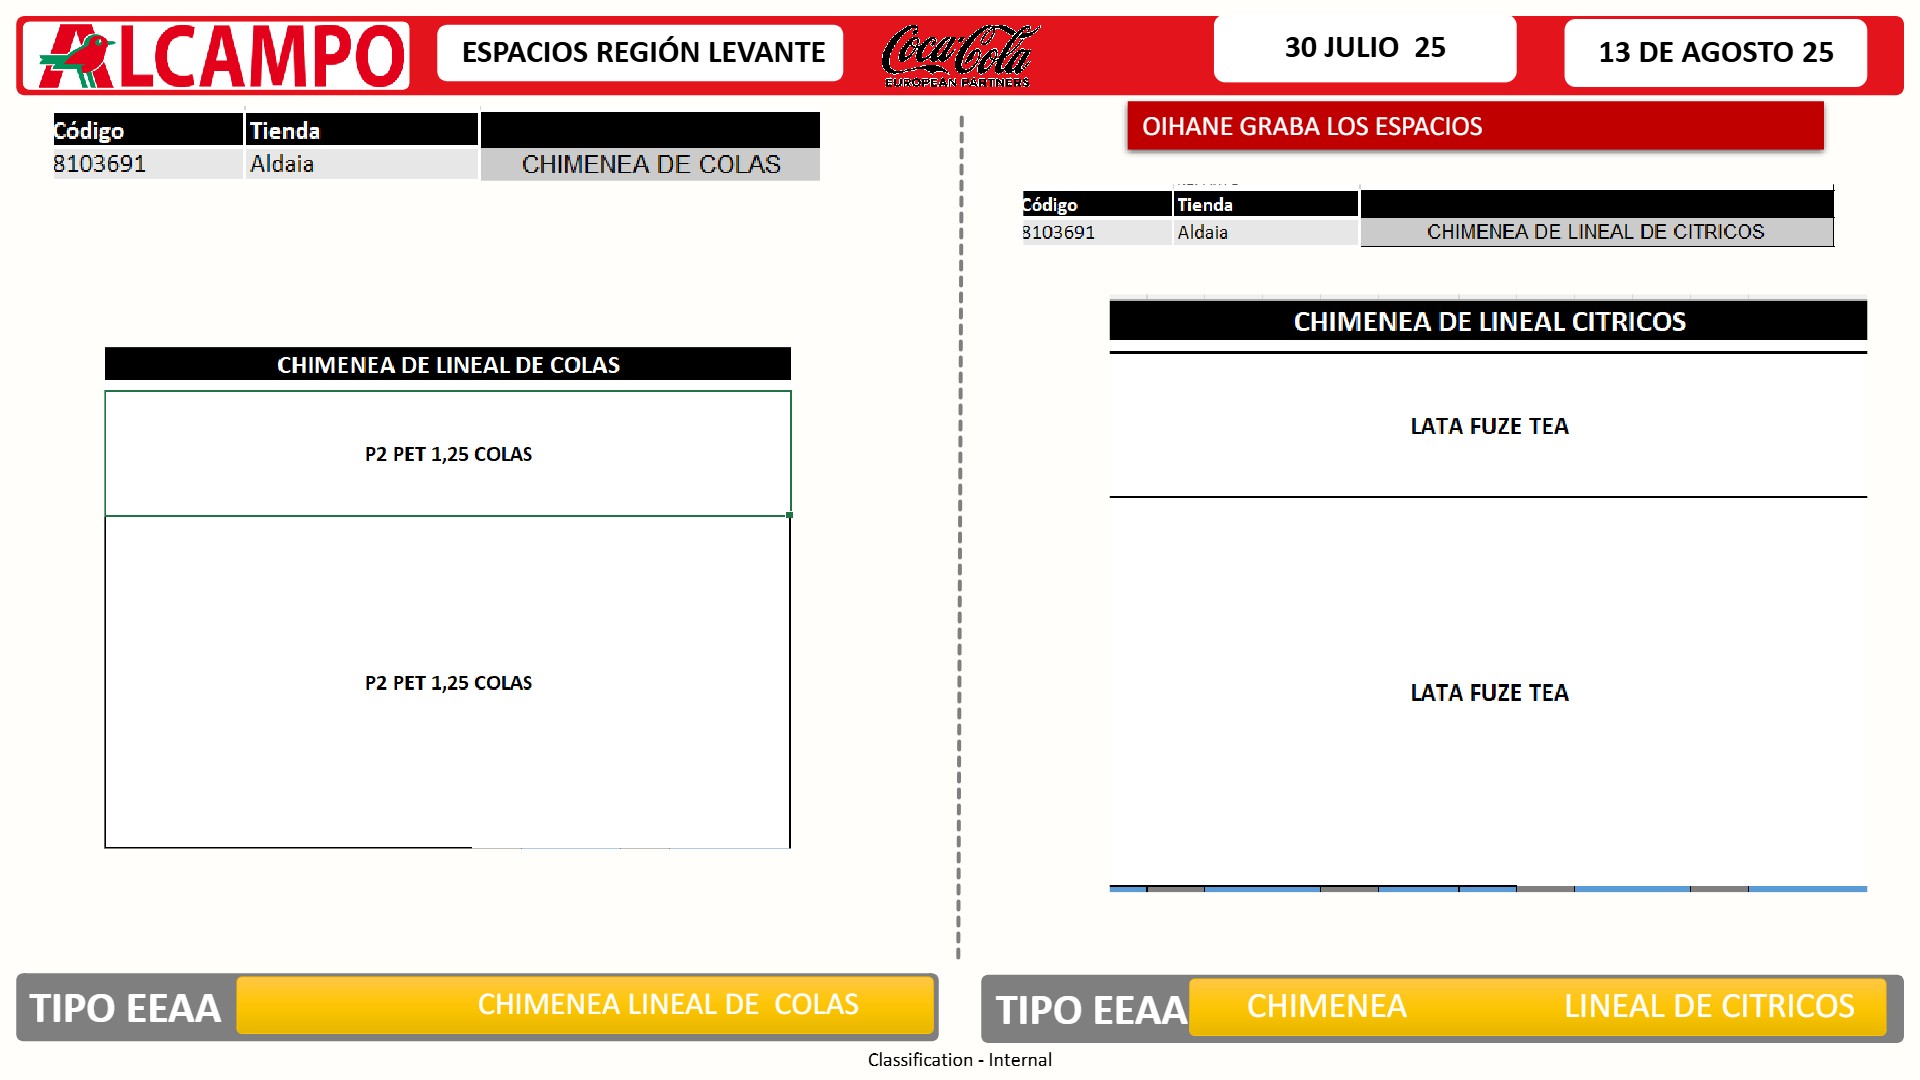 ALCAMPO
ESPACIOS REGIÓN LEVANTE
Coca-Cola
EUROPEAN PARTNERS
30 JULIO 25
13 DE AGOSTO 25
Código Tienda
8103691 Aldaia CHIMENEA DE COLAS
CHIMENEA DE LINEAL DE COLAS
P2 PET 1,25 COLAS
P2 PET 1,25 COLAS
TIPO EEAA CHIMENEA LINEAL DE COLAS
OIHANE GRABA LOS ESPACIOS
Código Tienda
8103691 Aldaia CHIMENEA DE LINEAL DE CITRICOS
CHIMENEA DE LINEAL CITRICOS
LATA FUZE TEA
LATA FUZE TEA
TIPO EEAA CHIMENEA LINEAL DE CITRICOS
Classification - Internal